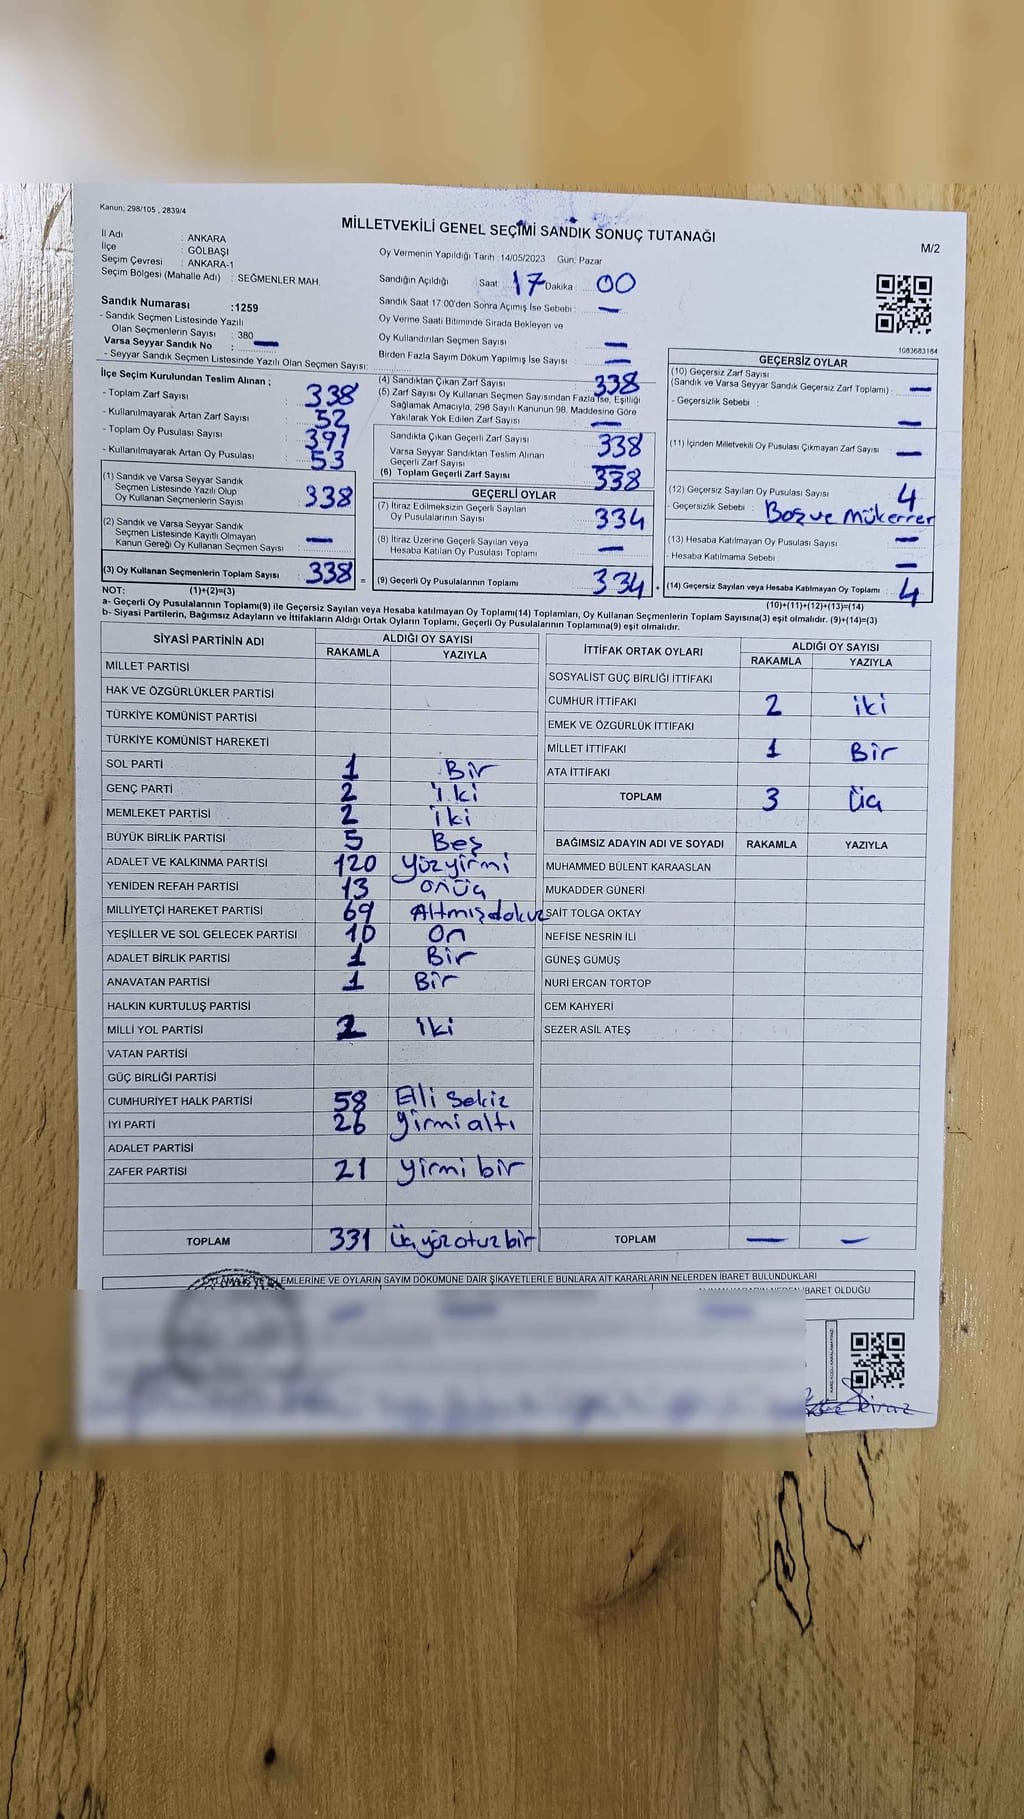 Kanun: 298/105 , 2839/4
MİLLETVEKİLİ GENEL SEÇİMİ SANDIK SONUÇ TUTANAĞI
M/2
İl Adı : ANKARA
İlçe : GÖLBAŞI
Seçim Çevresi : ANKARA-1
Seçim Bölgesi (Mahalle Adı) : SEĞMENLER MAH.
Sandık Numarası :1259
- Sandık Seçmen Listesinde Yazılı
Olan Seçmenlerin Sayısı : 380
Varsa Seyyar Sandık No : —
- Seyyar Sandık Seçmen Listesinde Yazılı Olan Seçmen Sayısı:
Oy Vermenin Yapıldığı Tarih : 14/05/2023 Gün: Pazar
Sandığın Açıldığı Saat: 17 Dakika : 00
Sandık Saat 17:00'den Sonra Açımış İse Sebebi : —
Oy Verme Saati Bitiminde Sırada Bekleyen ve
Oy Kullandırılan Seçmen Sayısı : —
Birden Fazla Sayım Döküm Yapılmış İse Sayısı : —
1083683184
İlçe Seçim Kurulundan Teslim Alınan ;
- Toplam Zarf Sayısı : 338
- Kullanılmayarak Artan Zarf Sayısı : 52
- Toplam Oy Pusulası Sayısı : 391
- Kullanılmayarak Artan Oy Pusulası : 53
(1) Sandık ve Varsa Seyyar Sandık
Seçmen Listesinde Yazılı Olup
Oy Kullanan Seçmenlerin Sayısı : 338
(2) Sandık ve Varsa Seyyar Sandık
Seçmen Listesinde Kayıtlı Olmayan
Kanun Gereği Oy Kullanan Seçmen Sayısı : —
(3) Oy Kullanan Seçmenlerin Toplam Sayısı : 338 =
(1)+(2)=(3)
(4) Sandıktan Çıkan Zarf Sayısı : 338
(5) Zarf Sayısı Oy Kullanan Seçmen Sayısından Fazla İse, Eşitliği
Sağlamak Amacıyla, 298 Sayılı Kanunun 98. Maddesine Göre
Yakılarak Yok Edilen Zarf Sayısı : —
Sandıkta Çıkan Geçerli Zarf Sayısı : 338
Varsa Seyyar Sandıktan Teslim Alınan
Geçerli Zarf Sayısı : —
(6) Toplam Geçerli Zarf Sayısı : 338
GEÇERLİ OYLAR
(7) İtiraz Edilmeksizin Geçerli Sayılan
Oy Pusulalarının Sayısı : 334
(8) İtiraz Üzerine Geçerli Sayılan veya
Hesaba Katılan Oy Pusulası Toplamı : —
(9) Geçerli Oy Pusulalarının Toplamı : 334 +
GEÇERSİZ OYLAR
(10) Geçersiz Zarf Sayısı
(Sandık ve Varsa Seyyar Sandık Geçersiz Zarf Toplamı) : —
- Geçersizlik Sebebi : —
(11) İçinden Milletvekili Oy Pusulası Çıkmayan Zarf Sayısı : —
(12) Geçersiz Sayılan Oy Pusulası Sayısı : 4
- Geçersizlik Sebebi : Boş ve Mükerrer
(13) Hesaba Katılmayan Oy Pusulası Sayısı : —
- Hesaba Katılmama Sebebi : —
(14) Geçersiz Sayılan veya Hesaba Katılmayan Oy Toplamı : 4
(10)+(11)+(12)+(13)=(14)
NOT:
a- Geçerli Oy Pusulalarının Toplamı(9) ile Geçersiz Sayılan veya Hesaba katılmayan Oy Toplamı(14) Toplamları, Oy Kullanan Seçmenlerin Toplam Sayısına(3) eşit olmalıdır. (9)+(14)=(3)
b- Siyasi Partilerin, Bağımsız Adayların ve İttifakların Aldığı Ortak Oyların Toplamı, Geçerli Oy Pusulalarının Toplamına(9) eşit olmalıdır.
SİYASİ PARTİNİN ADI ALDIĞI OY SAYISI
RAKAMLA YAZIYLA
MİLLET PARTİSİ
HAK VE ÖZGÜRLÜKLER PARTİSİ
TÜRKİYE KOMÜNİST PARTİSİ
TÜRKİYE KOMÜNİST HAREKETİ
SOL PARTİ 1 Bir
GENÇ PARTİ 2 iki
MEMLEKET PARTİSİ 2 iki
BÜYÜK BİRLİK PARTİSİ 5 Beş
ADALET VE KALKINMA PARTİSİ 120 Yüzyirmi
YENİDEN REFAH PARTİSİ 13 onüç
MİLLİYETÇİ HAREKET PARTİSİ 69 Altmışdokuz
YEŞİLLER VE SOL GELECEK PARTİSİ 10 On
ADALET BİRLİK PARTİSİ 1 Bir
ANAVATAN PARTİSİ 1 Bir
HALKIN KURTULUŞ PARTİSİ
MİLLİ YOL PARTİSİ 2 iki
VATAN PARTİSİ
GÜÇ BİRLİĞİ PARTİSİ
CUMHURİYET HALK PARTİSİ 58 Elli Sekiz
İYİ PARTİ 26 yirmialtı
ADALET PARTİSİ
ZAFER PARTİSİ 21 yirmi bir
TOPLAM 331 Üçyüzotuzbir
İTTİFAK ORTAK OYLARI ALDIĞI OY SAYISI
RAKAMLA YAZIYLA
SOSYALİST GÜÇ BİRLİĞİ İTTİFAKI
CUMHUR İTTİFAKI 2 iki
EMEK VE ÖZGÜRLÜK İTTİFAKI
MİLLET İTTİFAKI 1 Bir
ATA İTTİFAKI
TOPLAM 3 Üç
BAĞIMSIZ ADAYIN ADI VE SOYADI RAKAMLA YAZIYLA
MUHAMMED BÜLENT KARAASLAN
MUKADDER GÜNERİ
SAİT TOLGA OKTAY
NEFİSE NESRİN İLİ
GÜNEŞ GÜMÜŞ
NURİ ERCAN TORTOP
CEM KAHYERİ
SEZER ASİL ATEŞ
TOPLAM — —
İŞLEMLERİNE VE OYLARIN SAYIM DÖKÜMÜNE DAİR ŞİKAYETLERLE BUNLARA AİT KARARLARIN NELERDEN İBARET BULUNDUKLARI
İBARET OLDUĞU